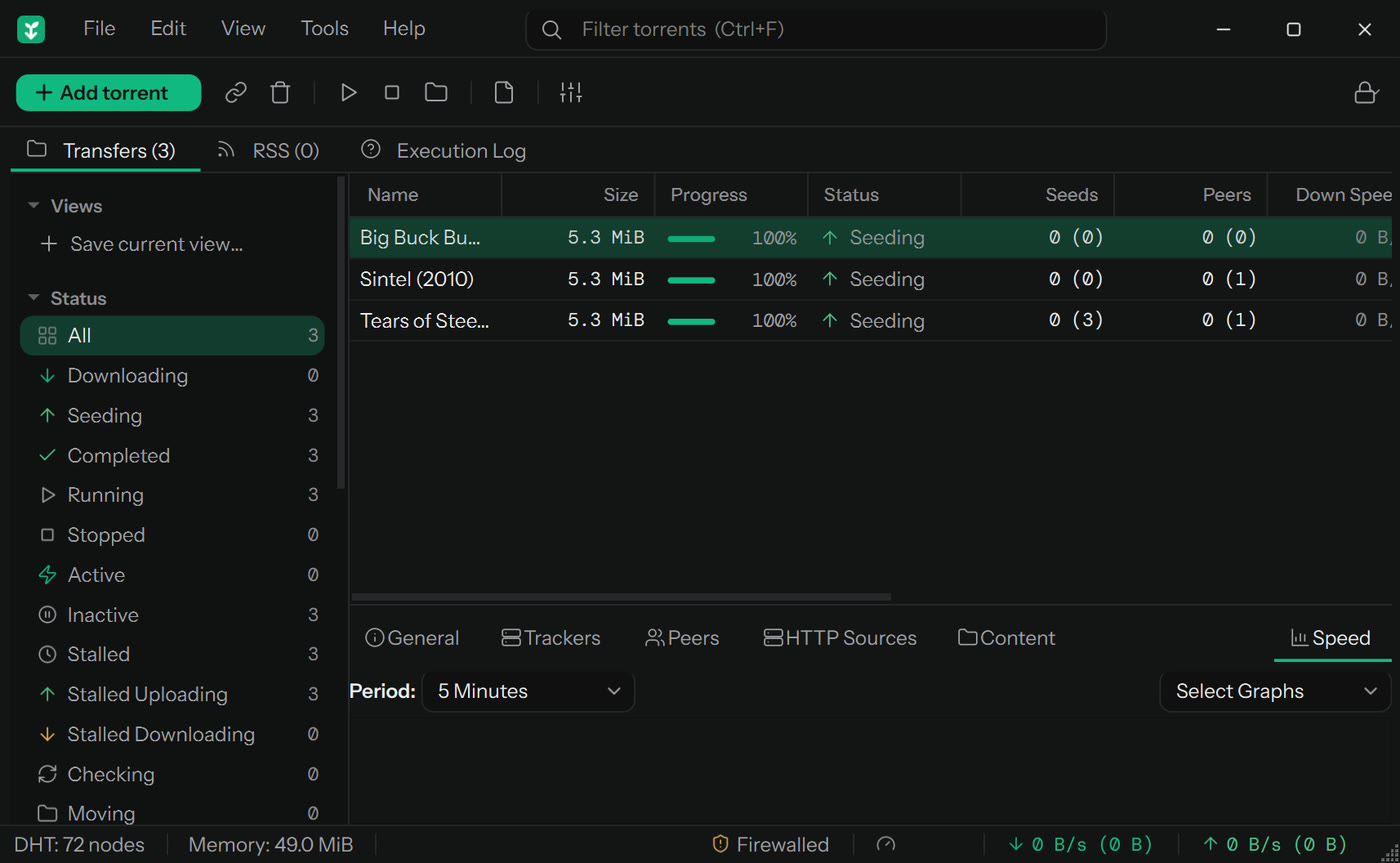 File Edit View Tools Help Filter torrents (Ctrl+F)
Add torrent
Transfers (3) RSS (0) Execution Log
Views
Save current view...
Status
All 3
Downloading 0
Seeding 3
Completed 3
Running 3
Stopped 0
Active 0
Inactive 3
Stalled 3
Stalled Uploading 3
Stalled Downloading 0
Checking 0
Moving 0
Name Size Progress Status Seeds Peers Down Spee
Big Buck Bu... 5.3 MiB 100% Seeding 0 (0) 0 (0) 0 B/
Sintel (2010) 5.3 MiB 100% Seeding 0 (0) 0 (1) 0 B/
Tears of Stee... 5.3 MiB 100% Seeding 0 (3) 0 (1) 0 B/
General Trackers Peers HTTP Sources Content Speed
Period: 5 Minutes Select Graphs
DHT: 72 nodes Memory: 49.0 MiB Firewalled 0 B/s (0 B) 0 B/s (0 B)